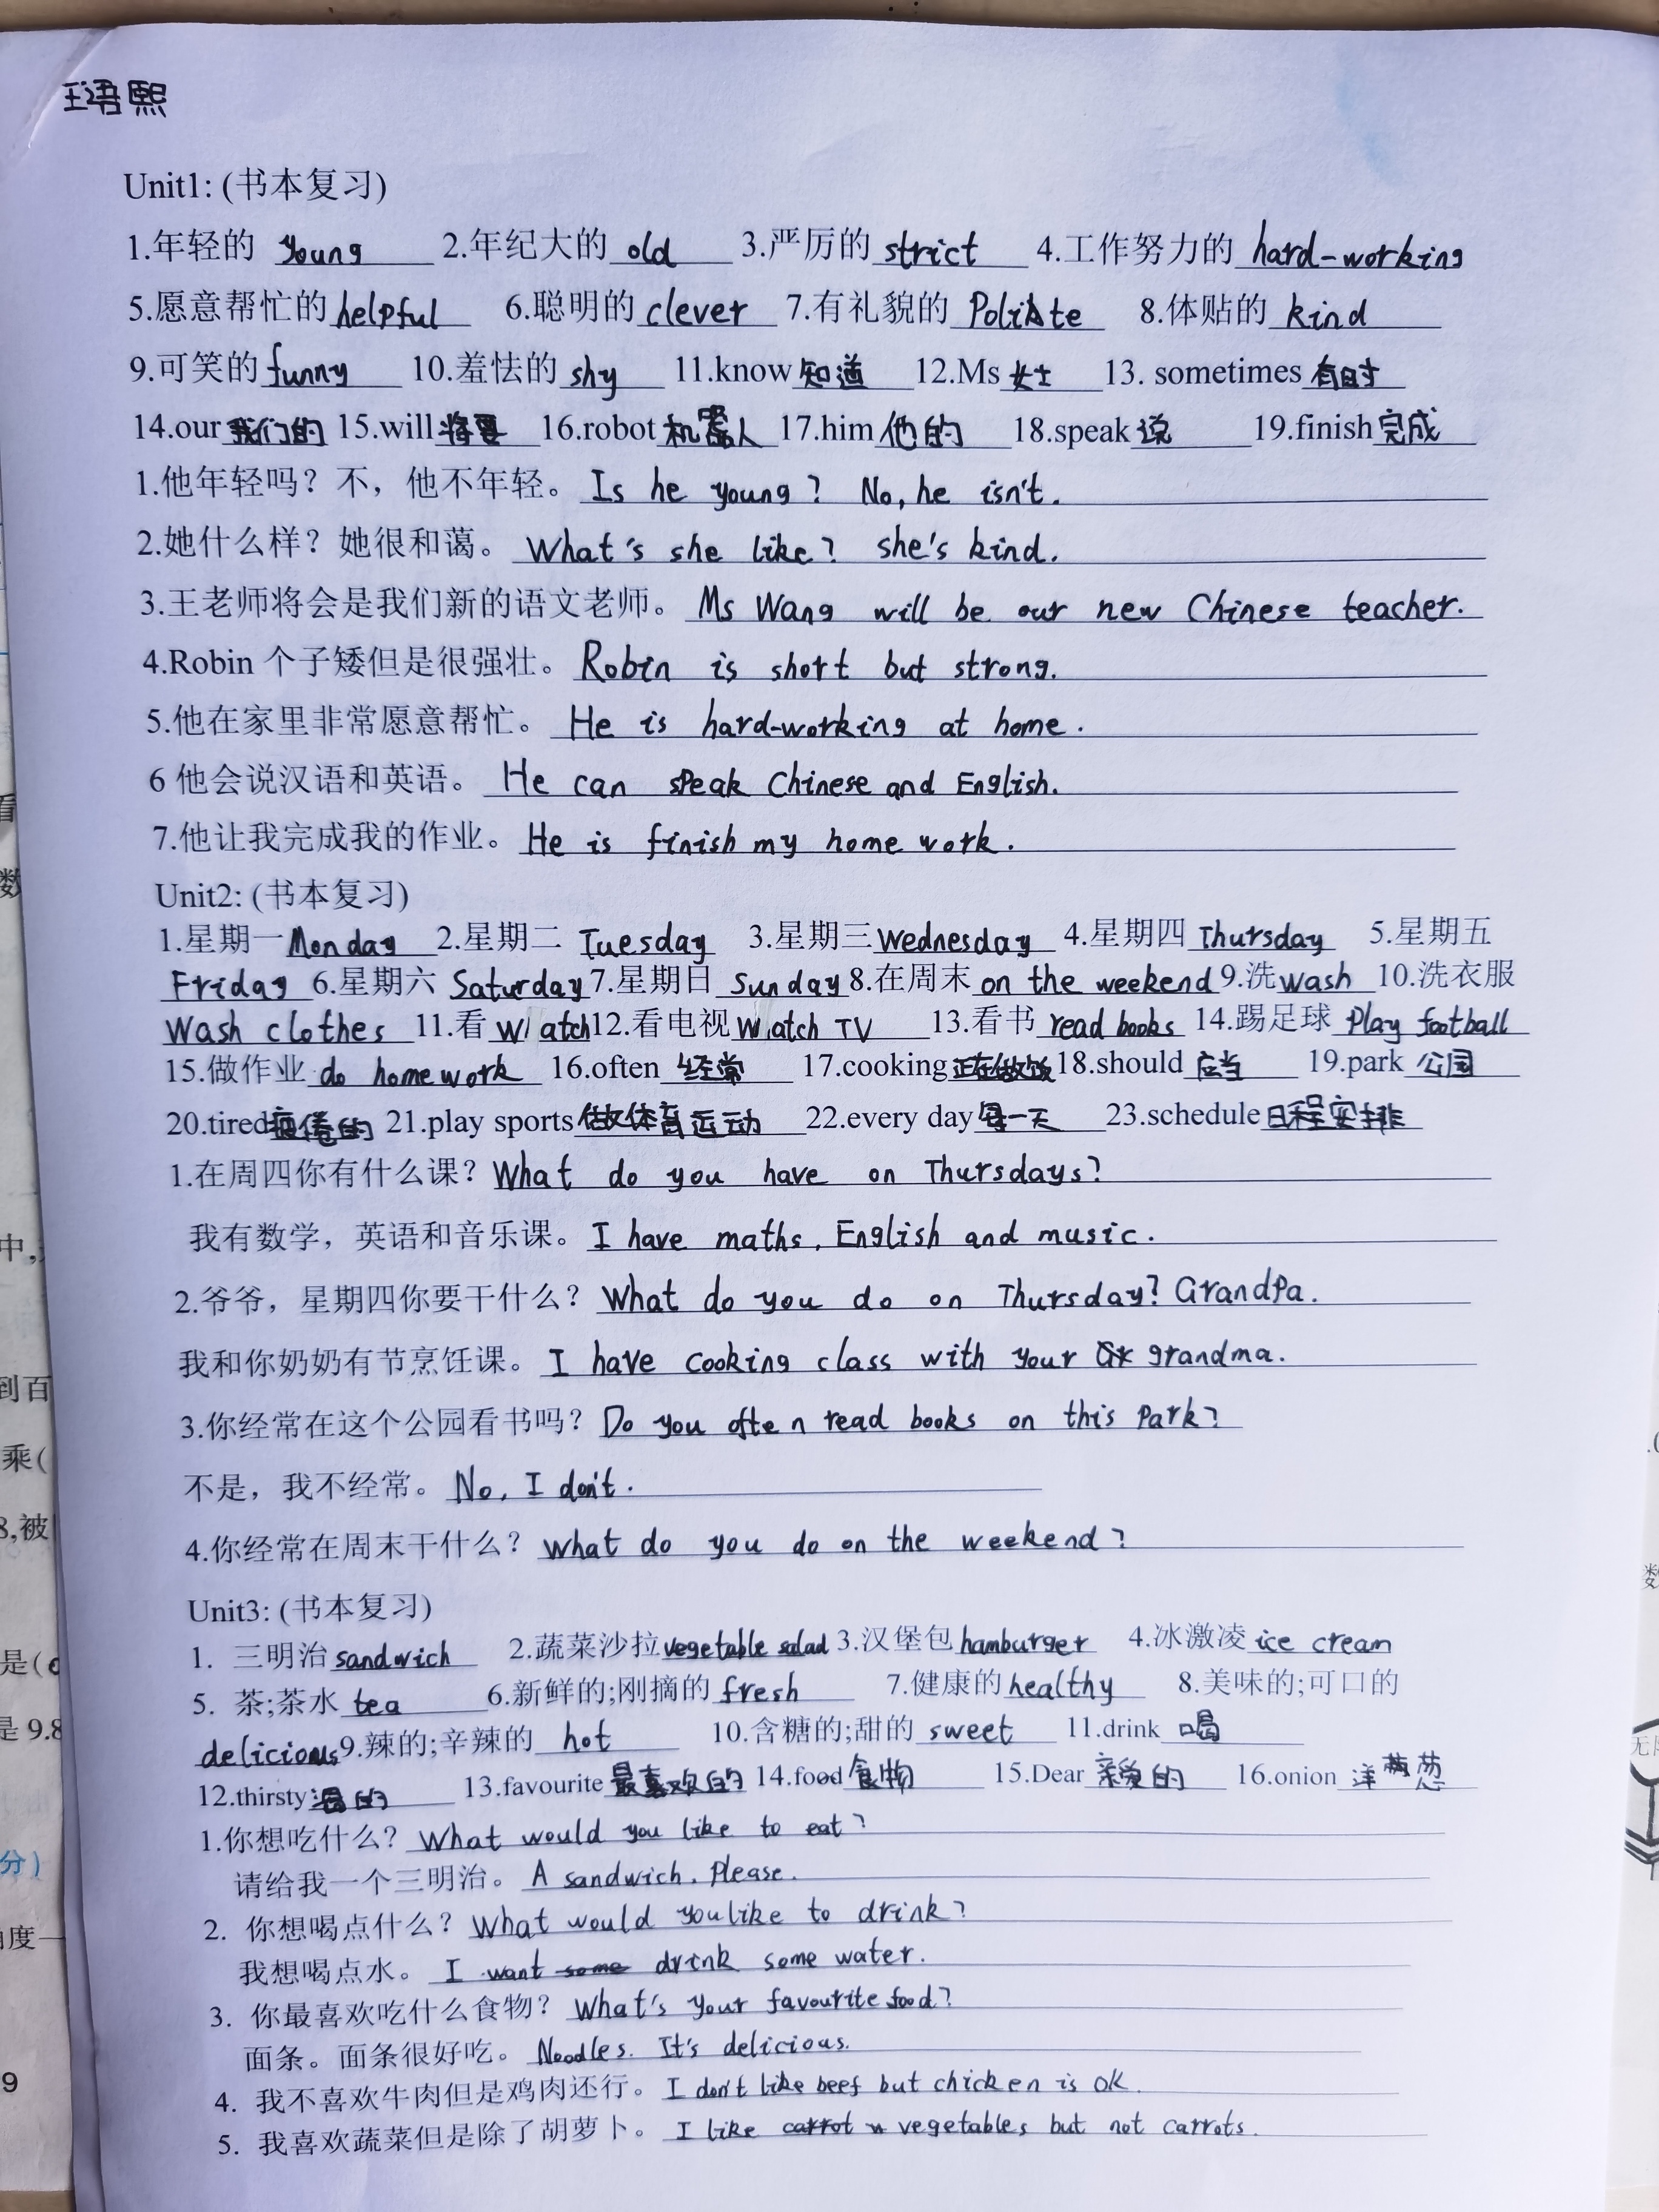 王语熙
Unit1: (书本复习)
1.年轻的 young 2.年纪大的 old 3.严厉的 strict 4.工作努力的 hard-working
5.愿意帮忙的 helpful 6.聪明的 clever 7.有礼貌的 Polite 8.体贴的 kind
9.可笑的 funny 10.羞怯的 shy 11.know 知道 12.Ms 女士 13. sometimes 有时
14.our 我们的 15.will 将要 16.robot 机器人 17.him 他的 18.speak 说 19.finish 完成
1.他年轻吗？不，他不年轻。 Is he young? No, he isn't.
2.她什么样？她很和蔼。 What's she like? she's kind.
3.王老师将会是我们新的语文老师。 Ms Wang will be our new Chinese teacher.
4.Robin 个子矮但是很强壮。 Robin is short but strong.
5.他在家里非常愿意帮忙。 He is hard-working at home.
6 他会说汉语和英语。 He can speak Chinese and English.
7.他让我完成我的作业。 He is finish my home work.
Unit2: (书本复习)
1.星期一 Monday 2.星期二 Tuesday 3.星期三 Wednesday 4.星期四 Thursday 5.星期五
Friday 6.星期六 Saturday 7.星期日 Sunday 8.在周末 on the weekend 9.洗 wash 10.洗衣服
Wash clothes 11.看 watch 12.看电视 Watch TV 13.看书 read books 14.踢足球 Play football
15.做作业 do homework 16.often 经常 17.cooking 正在做饭 18.should 应当 19.park 公园
20.tired 疲倦的 21.play sports 做体育运动 22.every day 每一天 23.schedule 日程安排
1.在周四你有什么课？ What do you have on Thursdays?
我有数学，英语和音乐课。 I have maths, English and music.
2.爷爷，星期四你要干什么？ What do you do on Thursday? Grandpa.
我和你奶奶有节烹饪课。 I have cooking class with your grandma.
3.你经常在这个公园看书吗？ Do you often read books on this Park?
不是，我不经常。 No, I don't.
4.你经常在周末干什么？ What do you do on the weekend?
Unit3: (书本复习)
1. 三明治 sandwich 2.蔬菜沙拉 vegetable salad 3.汉堡包 hamburger 4.冰激凌 ice cream
5. 茶;茶水 tea 6.新鲜的;刚摘的 fresh 7.健康的 healthy 8.美味的;可口的
delicious 9.辣的;辛辣的 hot 10.含糖的;甜的 sweet 11.drink 喝
12.thirsty 渴的 13.favourite 最喜欢的 14.food 食物 15.Dear 亲爱的 16.onion 洋葱
1.你想吃什么？ What would you like to eat?
请给我一个三明治。 A sandwich, Please.
2. 你想喝点什么？ What would you like to drink?
我想喝点水。 I want some drink some water.
3. 你最喜欢吃什么食物？ What's your favourite food?
面条。面条很好吃。 Noodles. It's delicious.
4. 我不喜欢牛肉但是鸡肉还行。 I don't like beef but chicken is OK.
5. 我喜欢蔬菜但是除了胡萝卜。 I like carrot vegetables but not carrots.